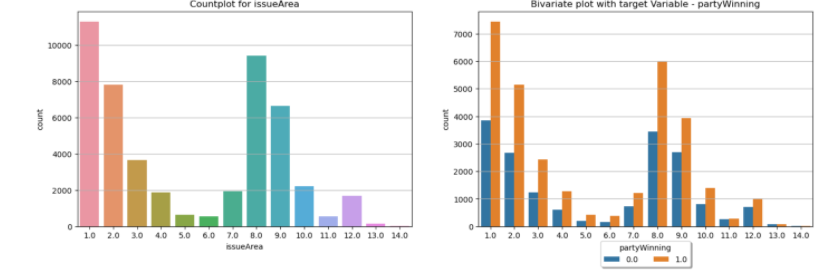 Countplot for issueArea
10000
8000
6000
4000
2000
0
count
1.0 2.0 3.0 4.0 5.0 6.0 7.0 8.0 9.0 10.0 11.0 12.0 13.0 14.0
issueArea
Bivariate plot with target Variable - partyWinning
7000
6000
5000
4000
3000
2000
1000
0
count
1.0 2.0 3.0 4.0 5.0 6.0 7.0 8.0 9.0 10.0 11.0 12.0 13.0 14.0
partyWinning
0.0 1.0